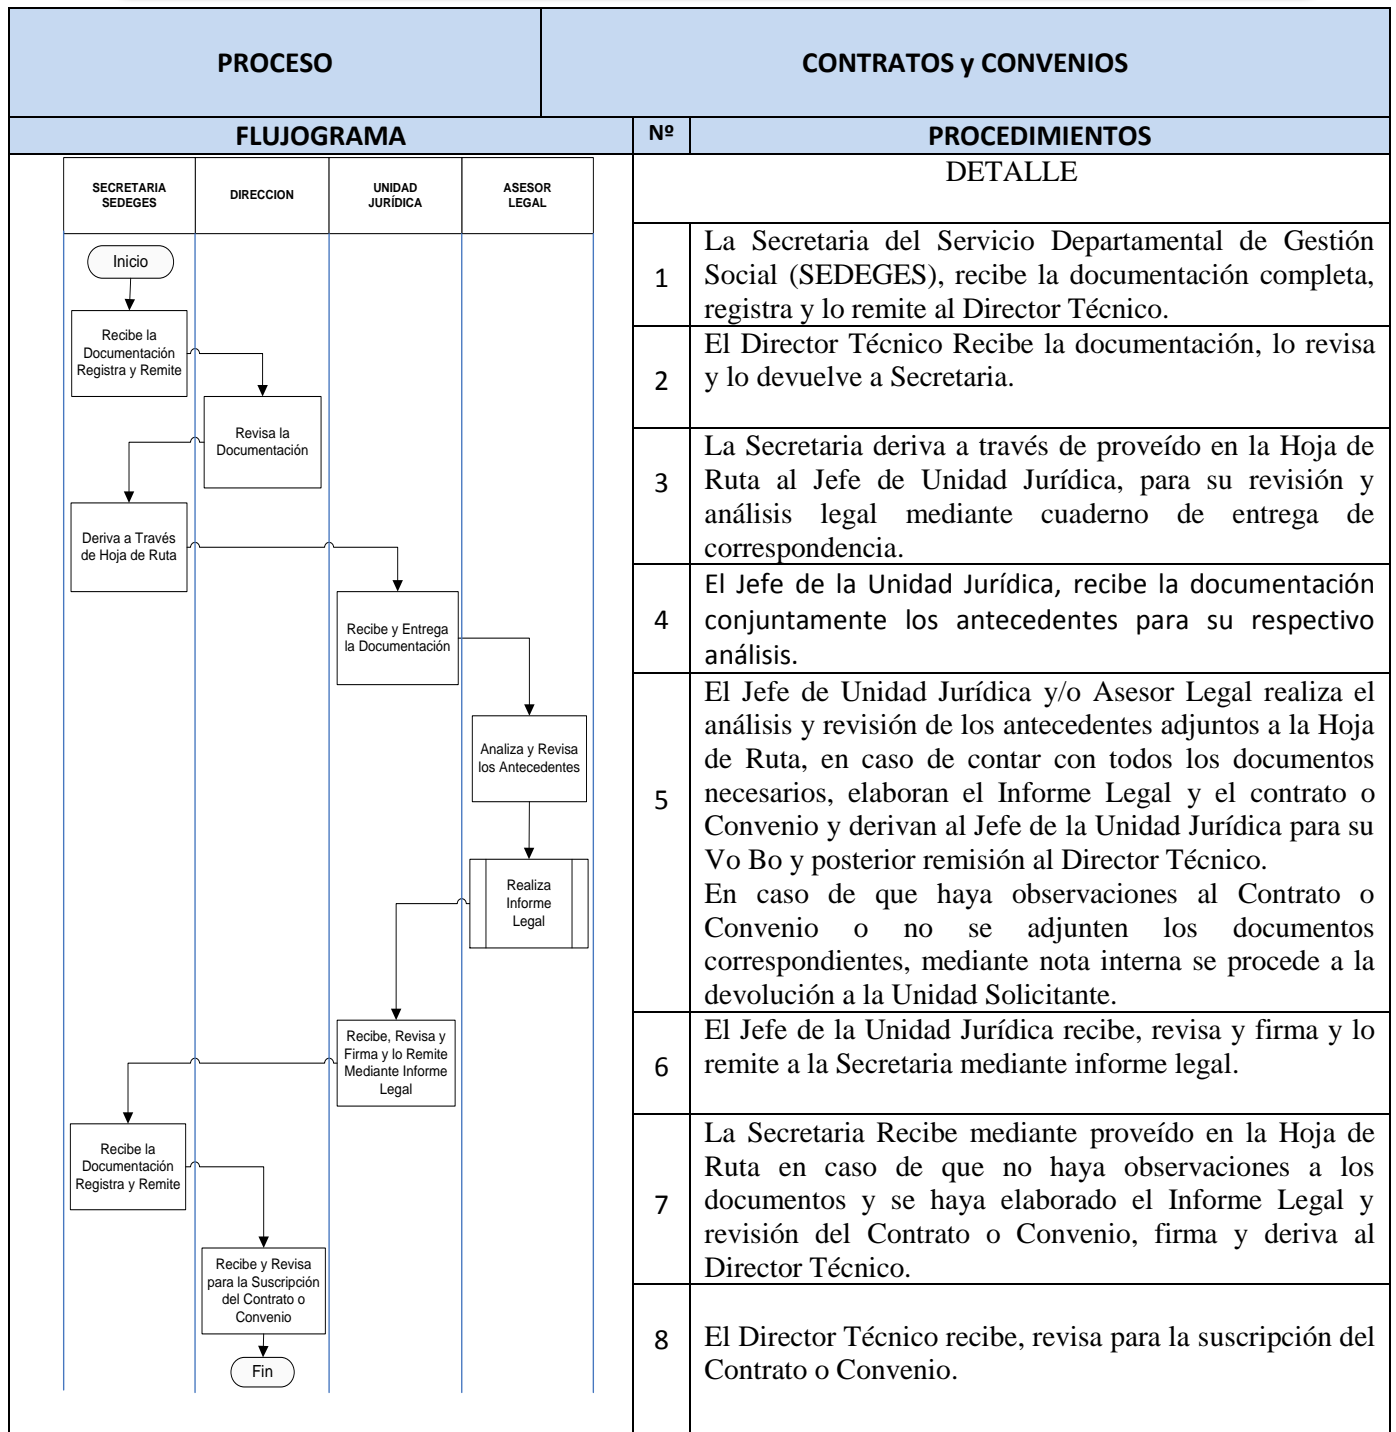 PROCESO
CONTRATOS y CONVENIOS
FLUJOGRAMA
Nº
PROCEDIMIENTOS
SECRETARIA
SEDEGES
DIRECCION
UNIDAD
JURÍDICA
ASESOR
LEGAL
Inicio
Recibe la
Documentación
Registra y Remite
Revisa la
Documentación
Deriva a Través
de Hoja de Ruta
Recibe y Entrega
la Documentación
Analiza y Revisa
los Antecedentes
Realiza
Informe
Legal
Recibe, Revisa y
Firma y lo Remite
Mediante Informe
Legal
Recibe la
Documentación
Registra y Remite
Recibe y Revisa
para la Suscripción
del Contrato o
Convenio
Fin
DETALLE
1
La Secretaria del Servicio Departamental de Gestión
Social (SEDEGES), recibe la documentación completa,
registra y lo remite al Director Técnico.
2
El Director Técnico Recibe la documentación, lo revisa
y lo devuelve a Secretaria.
3
La Secretaria deriva a través de proveído en la Hoja de
Ruta al Jefe de Unidad Jurídica, para su revisión y
análisis legal mediante cuaderno de entrega de
correspondencia.
4
El Jefe de la Unidad Jurídica, recibe la documentación
conjuntamente los antecedentes para su respectivo
análisis.
5
El Jefe de Unidad Jurídica y/o Asesor Legal realiza el
análisis y revisión de los antecedentes adjuntos a la Hoja
de Ruta, en caso de contar con todos los documentos
necesarios, elaboran el Informe Legal y el contrato o
Convenio y derivan al Jefe de la Unidad Jurídica para su
Vo Bo y posterior remisión al Director Técnico.
En caso de que haya observaciones al Contrato o
Convenio o no se adjunten los documentos
correspondientes, mediante nota interna se procede a la
devolución a la Unidad Solicitante.
6
El Jefe de la Unidad Jurídica recibe, revisa y firma y lo
remite a la Secretaria mediante informe legal.
7
La Secretaria Recibe mediante proveído en la Hoja de
Ruta en caso de que no haya observaciones a los
documentos y se haya elaborado el Informe Legal y
revisión del Contrato o Convenio, firma y deriva al
Director Técnico.
8
El Director Técnico recibe, revisa para la suscripción del
Contrato o Convenio.